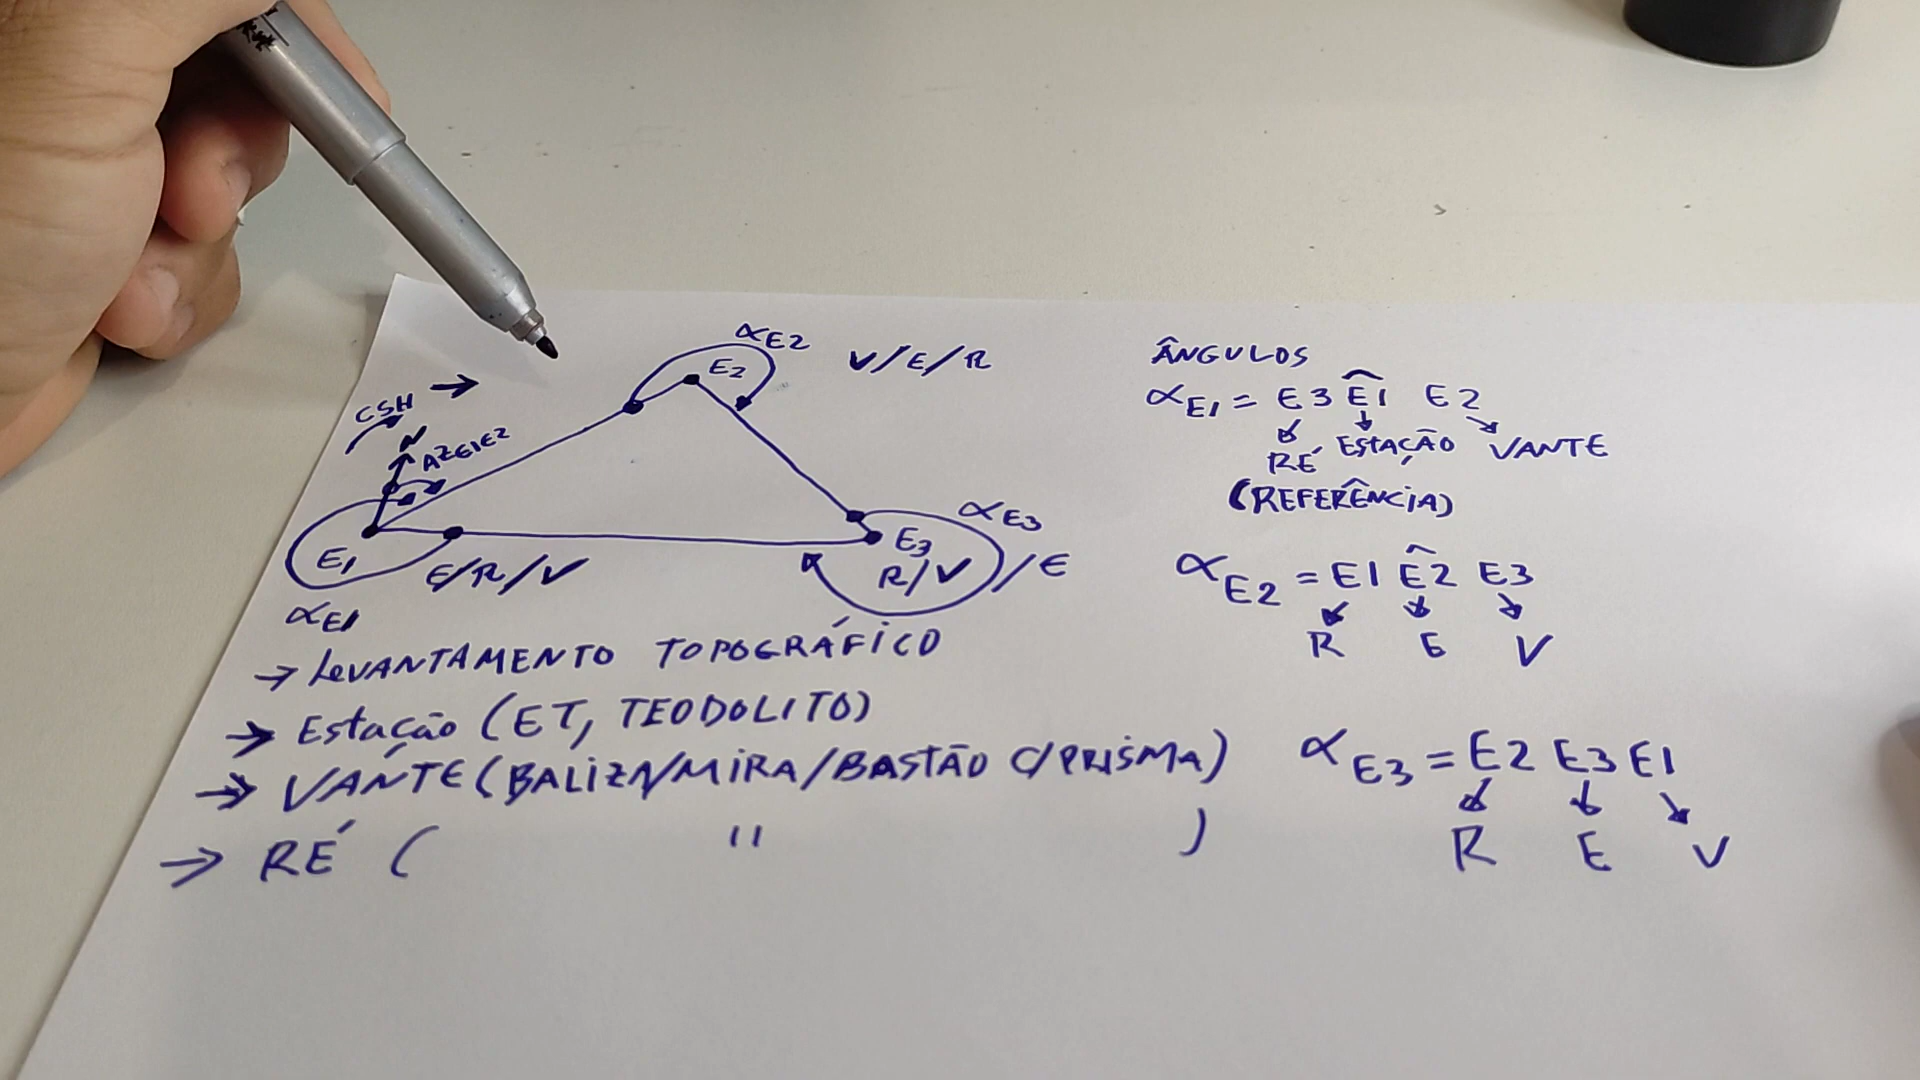 αE2
E2
V/E/R
CSH →
N
AZE1E2
E1
αE1
E/R/V
αE3
E3
R/V/E
→ LEVANTAMENTO TOPOGRÁFICO
→ Estação (ET, TEODOLITO)
→ VANTE (BALIZA/MIRA/BASTÃO C/PRISMA)
→ RÉ ( " )
ÂNGULOS
αE1 = E3 Ê1 E2
RÉ ESTAÇÃO VANTE
(REFERÊNCIA)
αE2 = E1 Ê2 E3
R E V
αE3 = E2 E3 E1
R E V